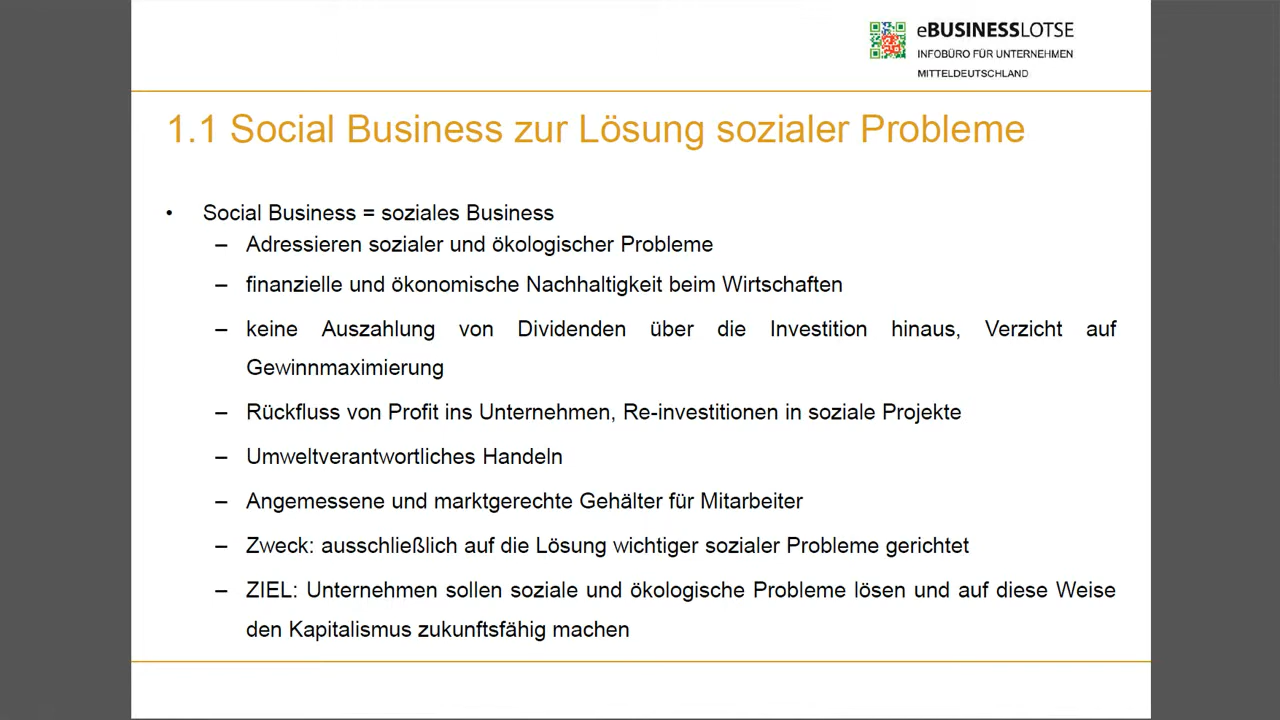 eBUSINESSLOTSE
INFOBÜRO FÜR UNTERNEHMEN
MITTELDEUTSCHLAND
1.1 Social Business zur Lösung sozialer Probleme
• Social Business = soziales Business
– Adressieren sozialer und ökologischer Probleme
– finanzielle und ökonomische Nachhaltigkeit beim Wirtschaften
– keine Auszahlung von Dividenden über die Investition hinaus, Verzicht auf
Gewinnmaximierung
– Rückfluss von Profit ins Unternehmen, Re-investitionen in soziale Projekte
– Umweltverantwortliches Handeln
– Angemessene und marktgerechte Gehälter für Mitarbeiter
– Zweck: ausschließlich auf die Lösung wichtiger sozialer Probleme gerichtet
– ZIEL: Unternehmen sollen soziale und ökologische Probleme lösen und auf diese Weise
den Kapitalismus zukunftsfähig machen